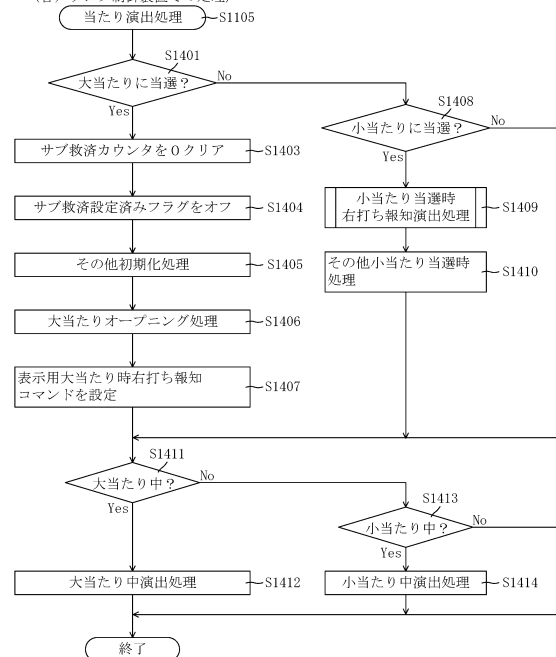 当たり演出処理
S1105
S1401
大当たりに当選？
No
Yes
S1408
小当たりに当選？
No
Yes
サブ救済カウンタを０クリア
S1403
サブ救済設定済みフラグをオフ
S1404
小当たり当選時
右打ち報知演出処理
S1409
その他初期化処理
S1405
その他小当たり当選時
処理
S1410
大当たりオープニング処理
S1406
表示用大当たり時右打ち報知
コマンドを設定
S1407
S1411
大当たり中？
No
Yes
S1413
小当たり中？
No
Yes
大当たり中演出処理
S1412
小当たり中演出処理
S1414
終了